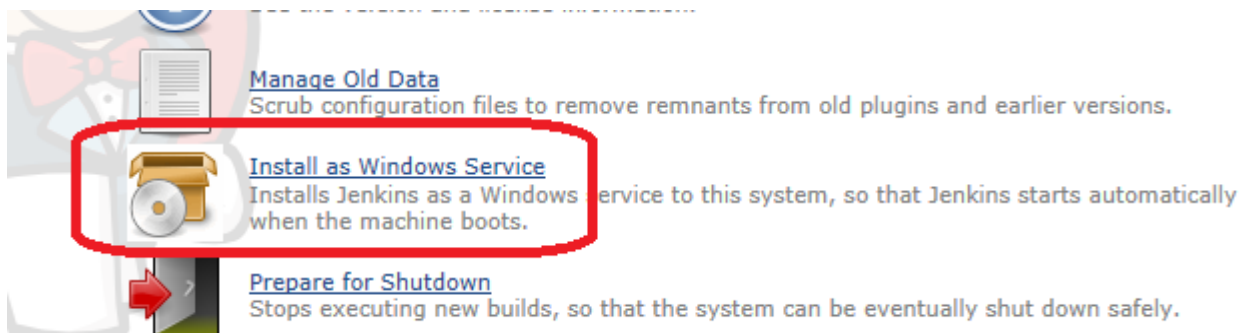 Manage Old Data
Scrub configuration files to remove remnants from old plugins and earlier versions.
Install as Windows Service
Installs Jenkins as a Windows service to this system, so that Jenkins starts automatically
when the machine boots.
Prepare for Shutdown
Stops executing new builds, so that the system can be eventually shut down safely.